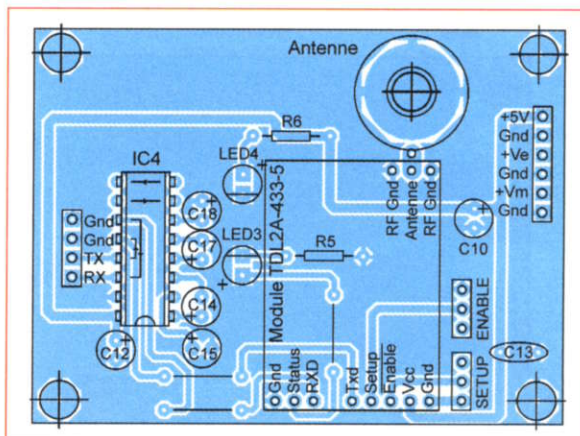 Antenne
+5V
Gnd
+Ve
Gnd
+Vm
Gnd
R6
IC4
LED4
+
RF Gnd
Antenne
RF Gnd
C18
+
Gnd
Gnd
TX
RX
C17
+
LED3
+
R5
C10
+
Module TDL2A-433-5
C14
+
ENABLE
C12
+
C15
+
C13
SETUP
Gnd
Status
RXD
Txd
Setup
Enable
Vcc
Gnd